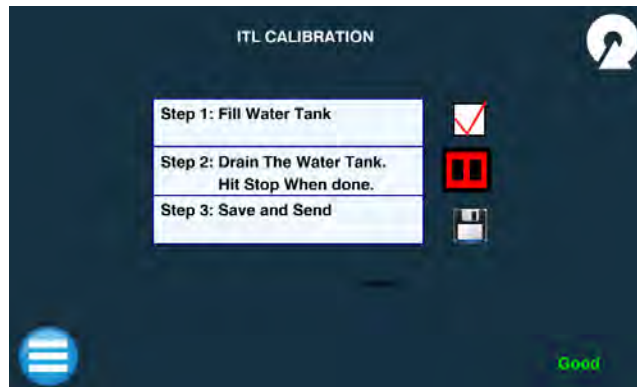 ITL CALIBRATION
Step 1: Fill Water Tank
Step 2: Drain The Water Tank.
Hit Stop When done.
Step 3: Save and Send
Good